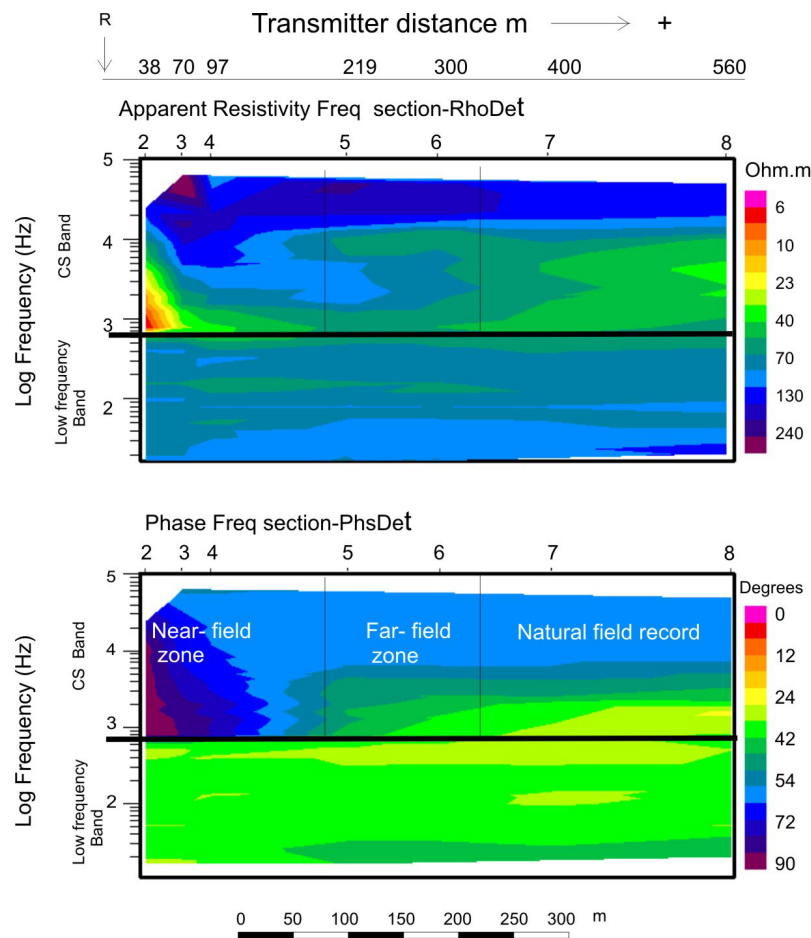 R Transmitter distance m +
38 70 97 219 300 400 560
Apparent Resistivity Freq section-RhoDet
2 3 4 5 6 7 8
Ohm.m
5
4
3
2
Log Frequency (Hz)
CS Band
Low frequency
Band
6
10
23
40
70
130
240
Phase Freq section-PhsDet
2 3 4 5 6 7 8
Degrees
5
4
3
2
Log Frequency (Hz)
CS Band
Low frequency
Band
Near- field
zone
Far- field
zone
Natural field record
0
12
24
42
54
72
90
0 50 100 150 200 250 300 m